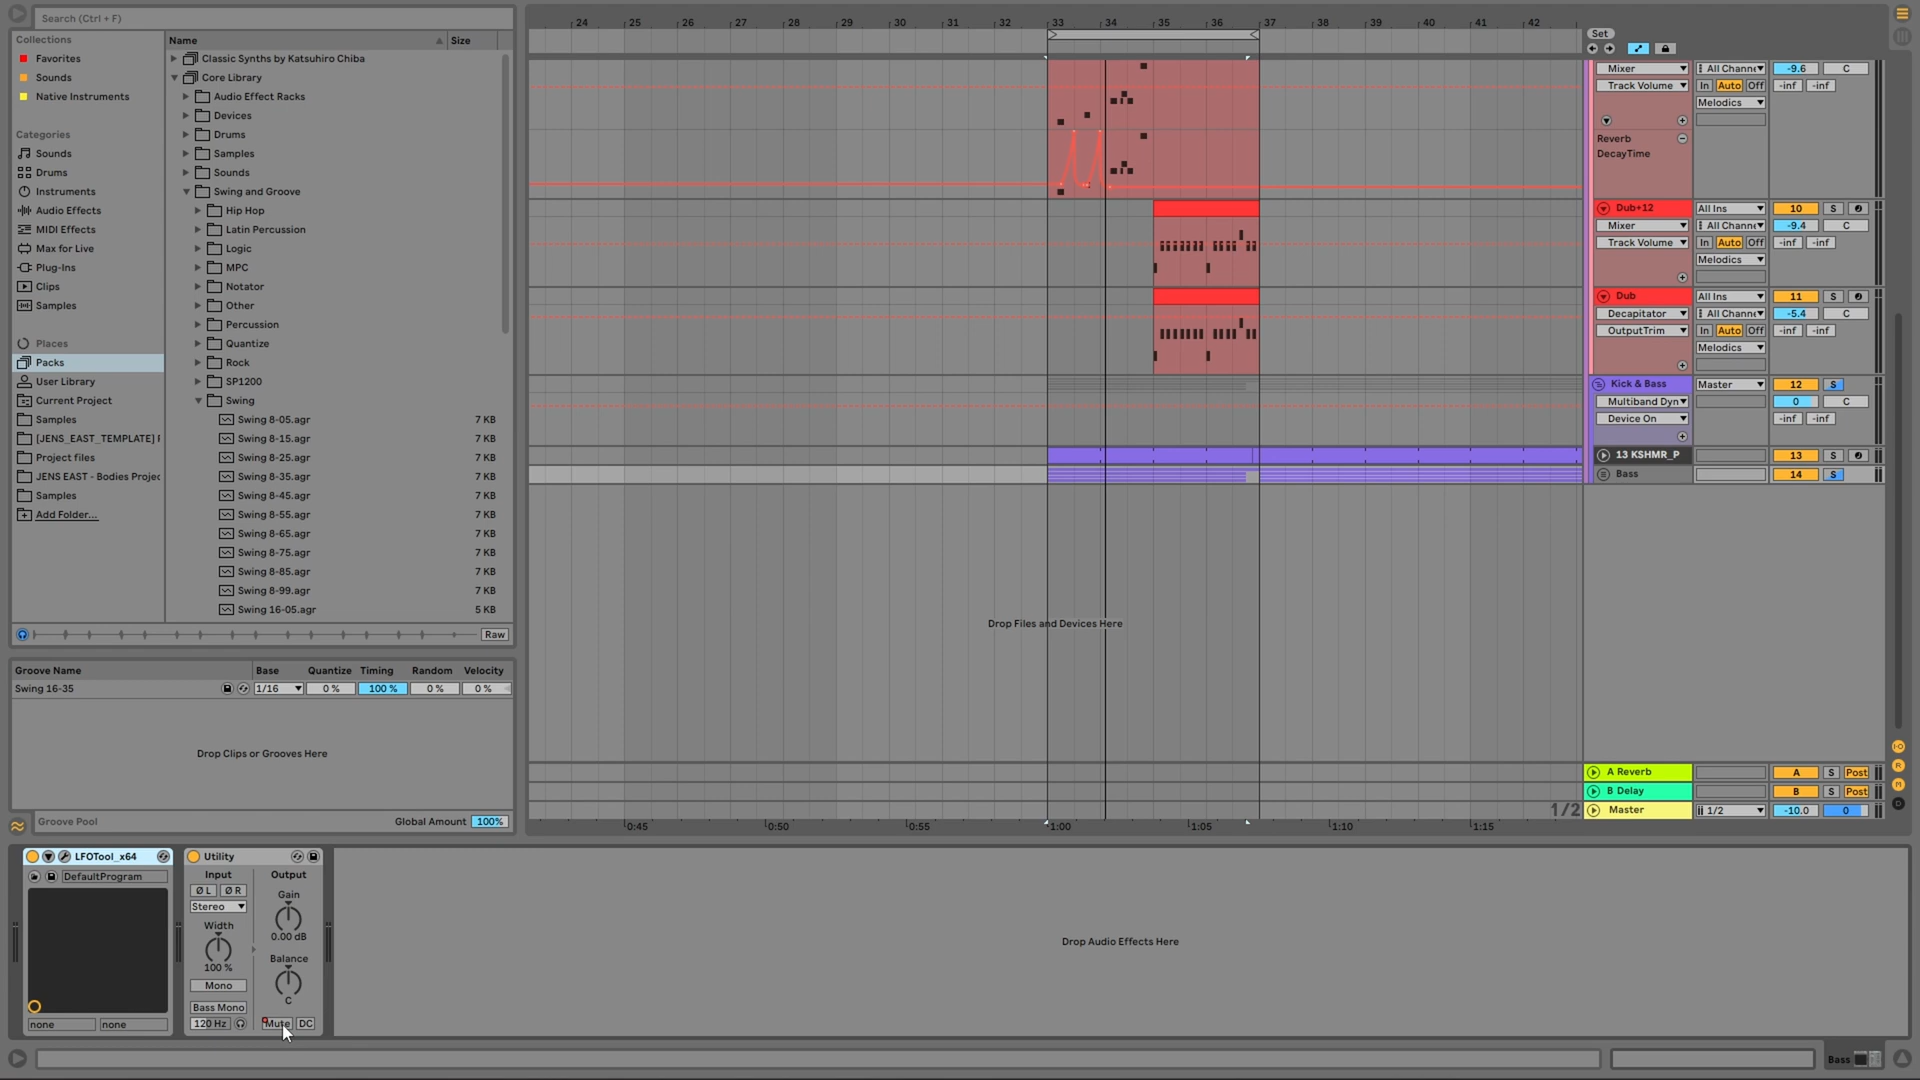 Search (Ctrl + F)
Collections
Favorites
Sounds
Native Instruments
Categories
Sounds
Drums
Instruments
Audio Effects
MIDI Effects
Max for Live
Plug-Ins
Clips
Samples
Places
Packs
User Library
Current Project
Samples
[JENS_EAST_TEMPLATE] F
Project files
JENS EAST - Bodies Projec
Samples
Add Folder...
Name Size
Classic Synths by Katsuhiro Chiba
Core Library
Audio Effect Racks
Devices
Drums
Samples
Sounds
Swing and Groove
Hip Hop
Latin Percussion
Logic
MPC
Notator
Other
Percussion
Quantize
Rock
SP1200
Swing
Swing 8-05.agr 7 KB
Swing 8-15.agr 7 KB
Swing 8-25.agr 7 KB
Swing 8-35.agr 7 KB
Swing 8-45.agr 7 KB
Swing 8-55.agr 7 KB
Swing 8-65.agr 7 KB
Swing 8-75.agr 7 KB
Swing 8-85.agr 7 KB
Swing 8-99.agr 7 KB
Swing 16-05.agr 5 KB
Raw
Groove Name Base Quantize Timing Random Velocity
Swing 16-35 1/16 0 % 100 % 0 % 0 %
Drop Clips or Grooves Here
Groove Pool Global Amount 100%
24 25 26 27 28 29 30 31 32 33 34 35 36 37 38 39 40 41 42
Drop Files and Devices Here
1/2
0:45 0:50 0:55 1:00 1:05 1:10 1:15
Set
Mixer All Channe -9.6 C
Track Volume In Auto Off -inf -inf
Melodics
Reverb
DecayTime
Dub+12 All Ins 10 S
Mixer All Channe -9.4 C
Track Volume In Auto Off -inf -inf
Melodics
Dub All Ins 11 S
Decapitator All Channe -5.4 C
OutputTrim In Auto Off -inf -inf
Melodics
Kick & Bass Master 12 S
Multiband Dyn 0 C
Device On -inf -inf
13 KSHMR_P 13 S
Bass 14 S
A Reverb A S Post
B Delay B S Post
Master 1/2 -10.0 0
I·O
R
M
D
LFOTool_x64
DefaultProgram
none none
Utility
Input Output
Ø L Ø R
Stereo
Width
100 %
Mono
Bass Mono
120 Hz
Gain
0.00 dB
Balance
C
Mute DC
Drop Audio Effects Here
Bass